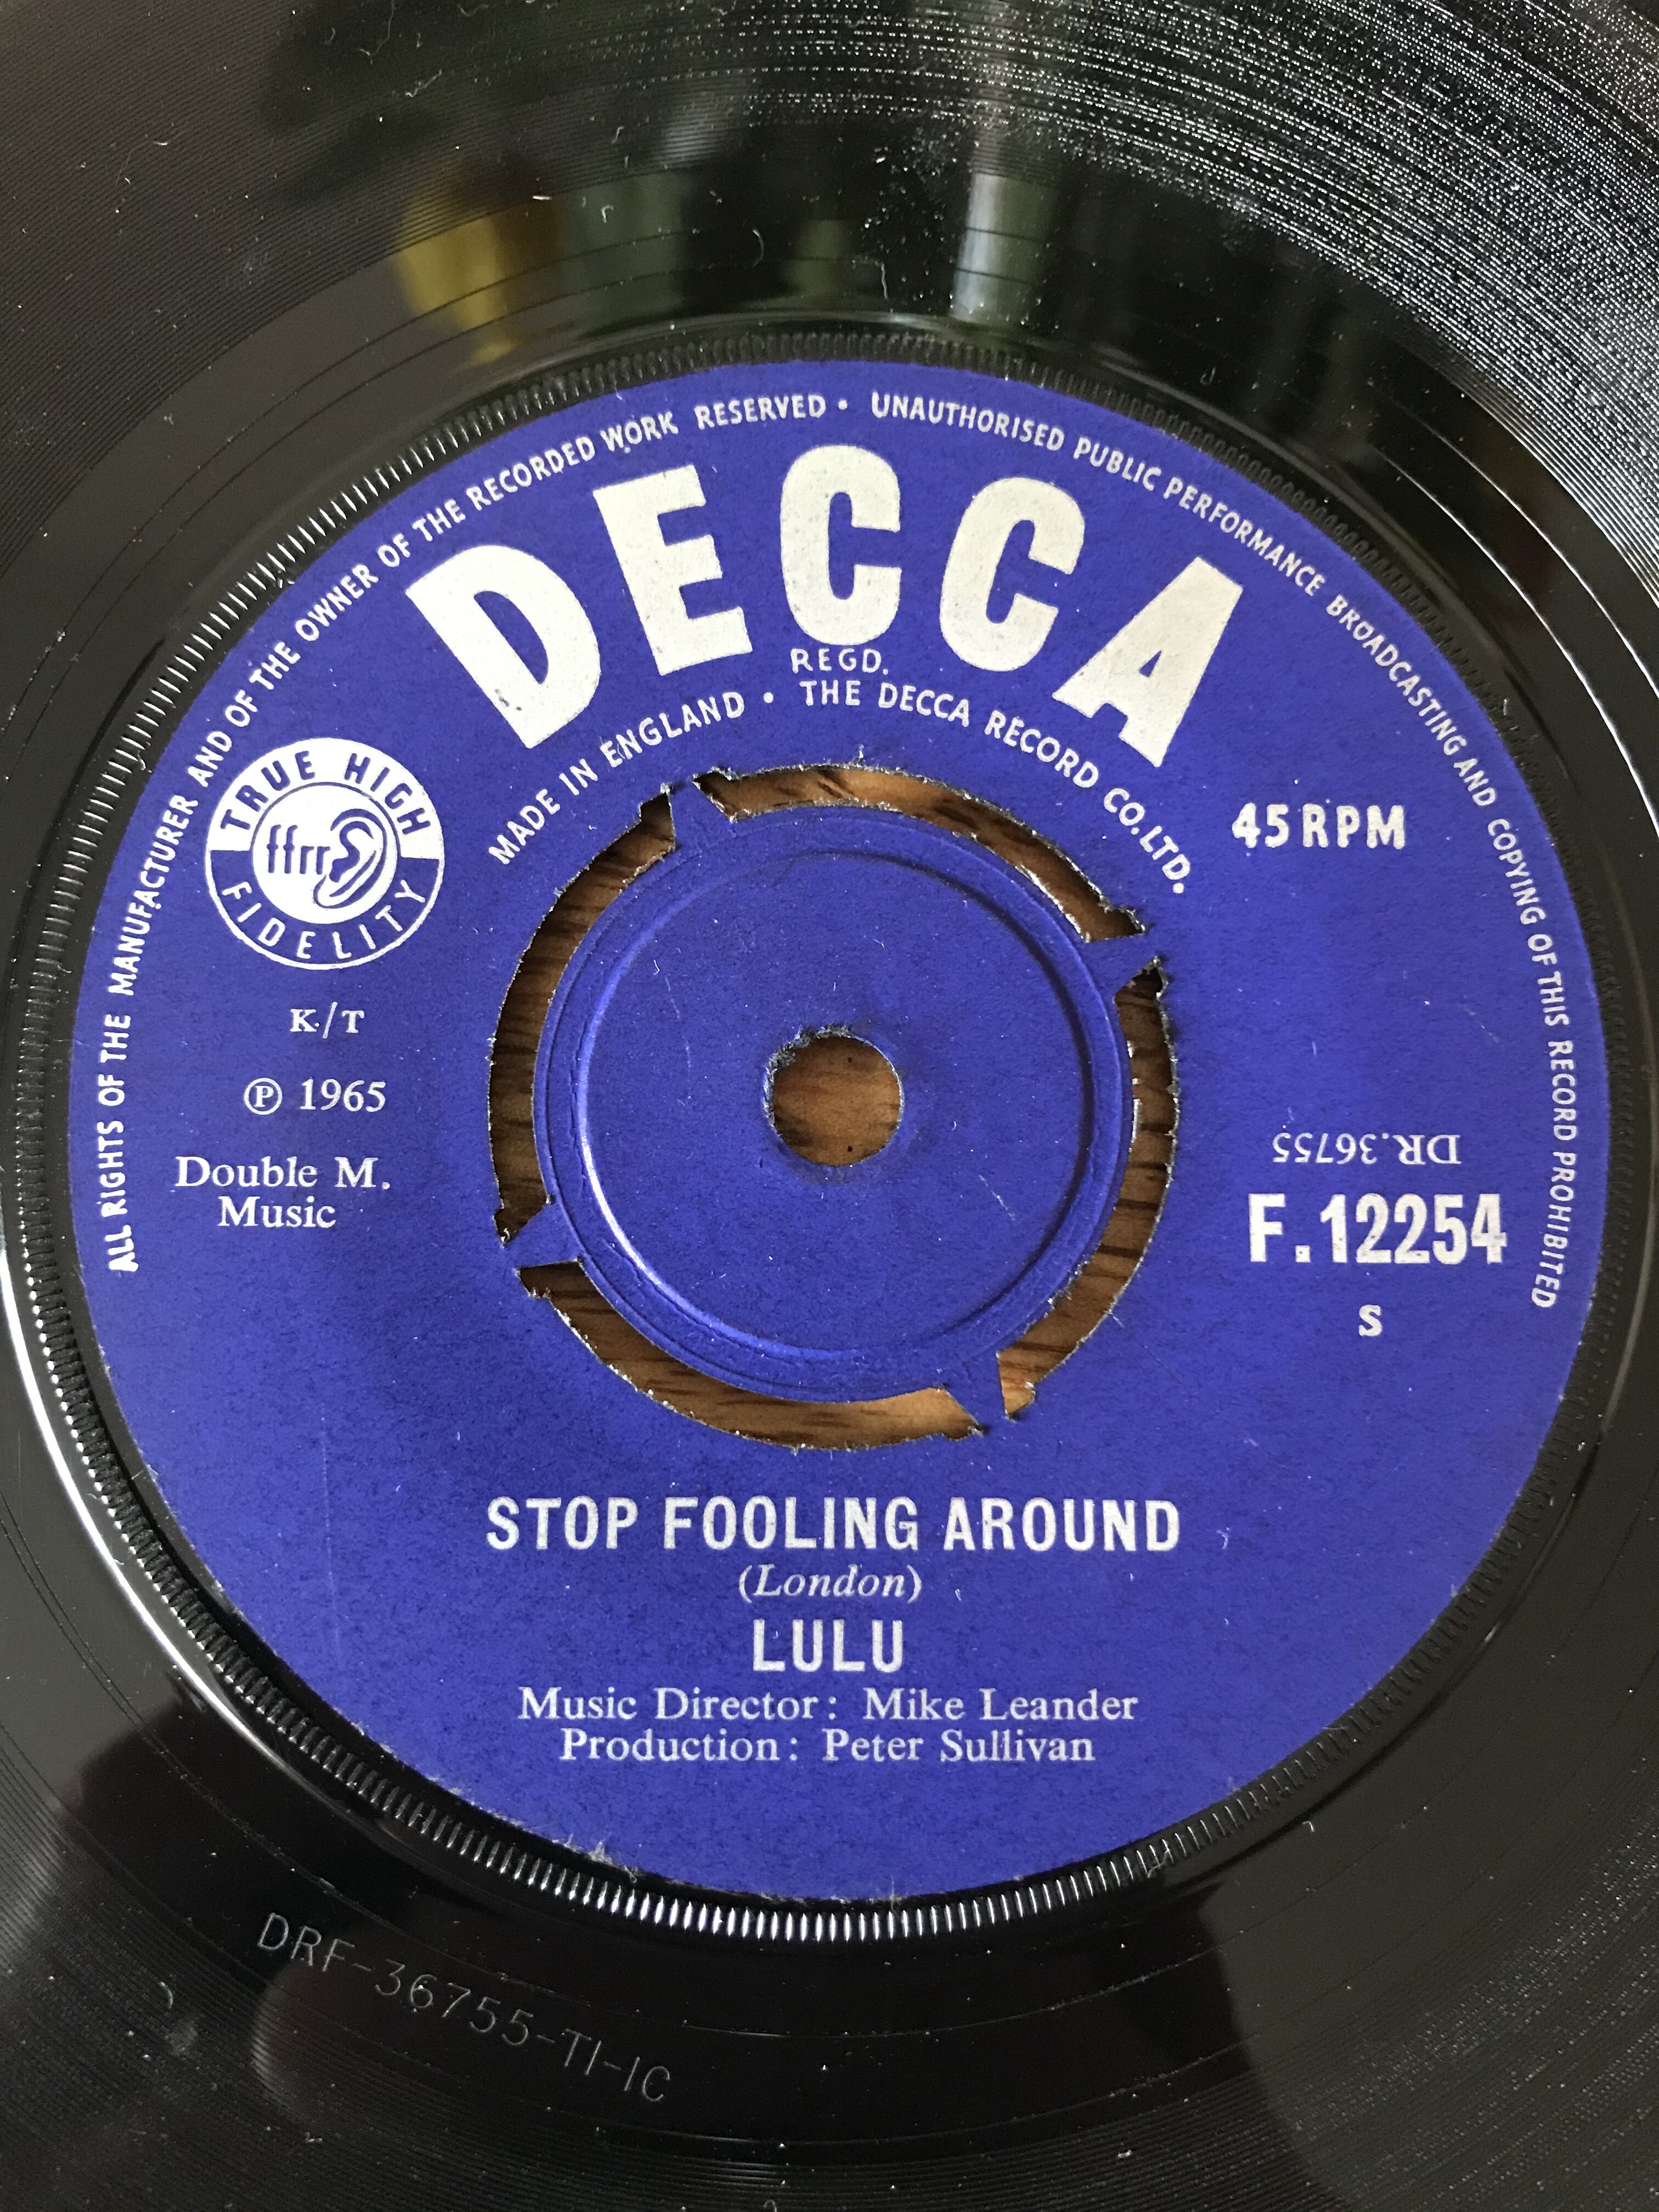 ALL RIGHTS OF THE MANUFACTURER AND OF THE OWNER OF THE RECORDED WORK RESERVED • UNAUTHORISED PUBLIC PERFORMANCE BROADCASTING AND COPYING OF THIS RECORD PROHIBITED
DECCA
REGD.
MADE IN ENGLAND • THE DECCA RECORD CO. LTD.
TRUE HIGH
ffrr
FIDELITY
45 RPM
K/T
℗ 1965
Double M.
Music
DR.36755
F.12254
S
STOP FOOLING AROUND
(London)
LULU
Music Director: Mike Leander
Production: Peter Sullivan
DRF-36755-T1-1C